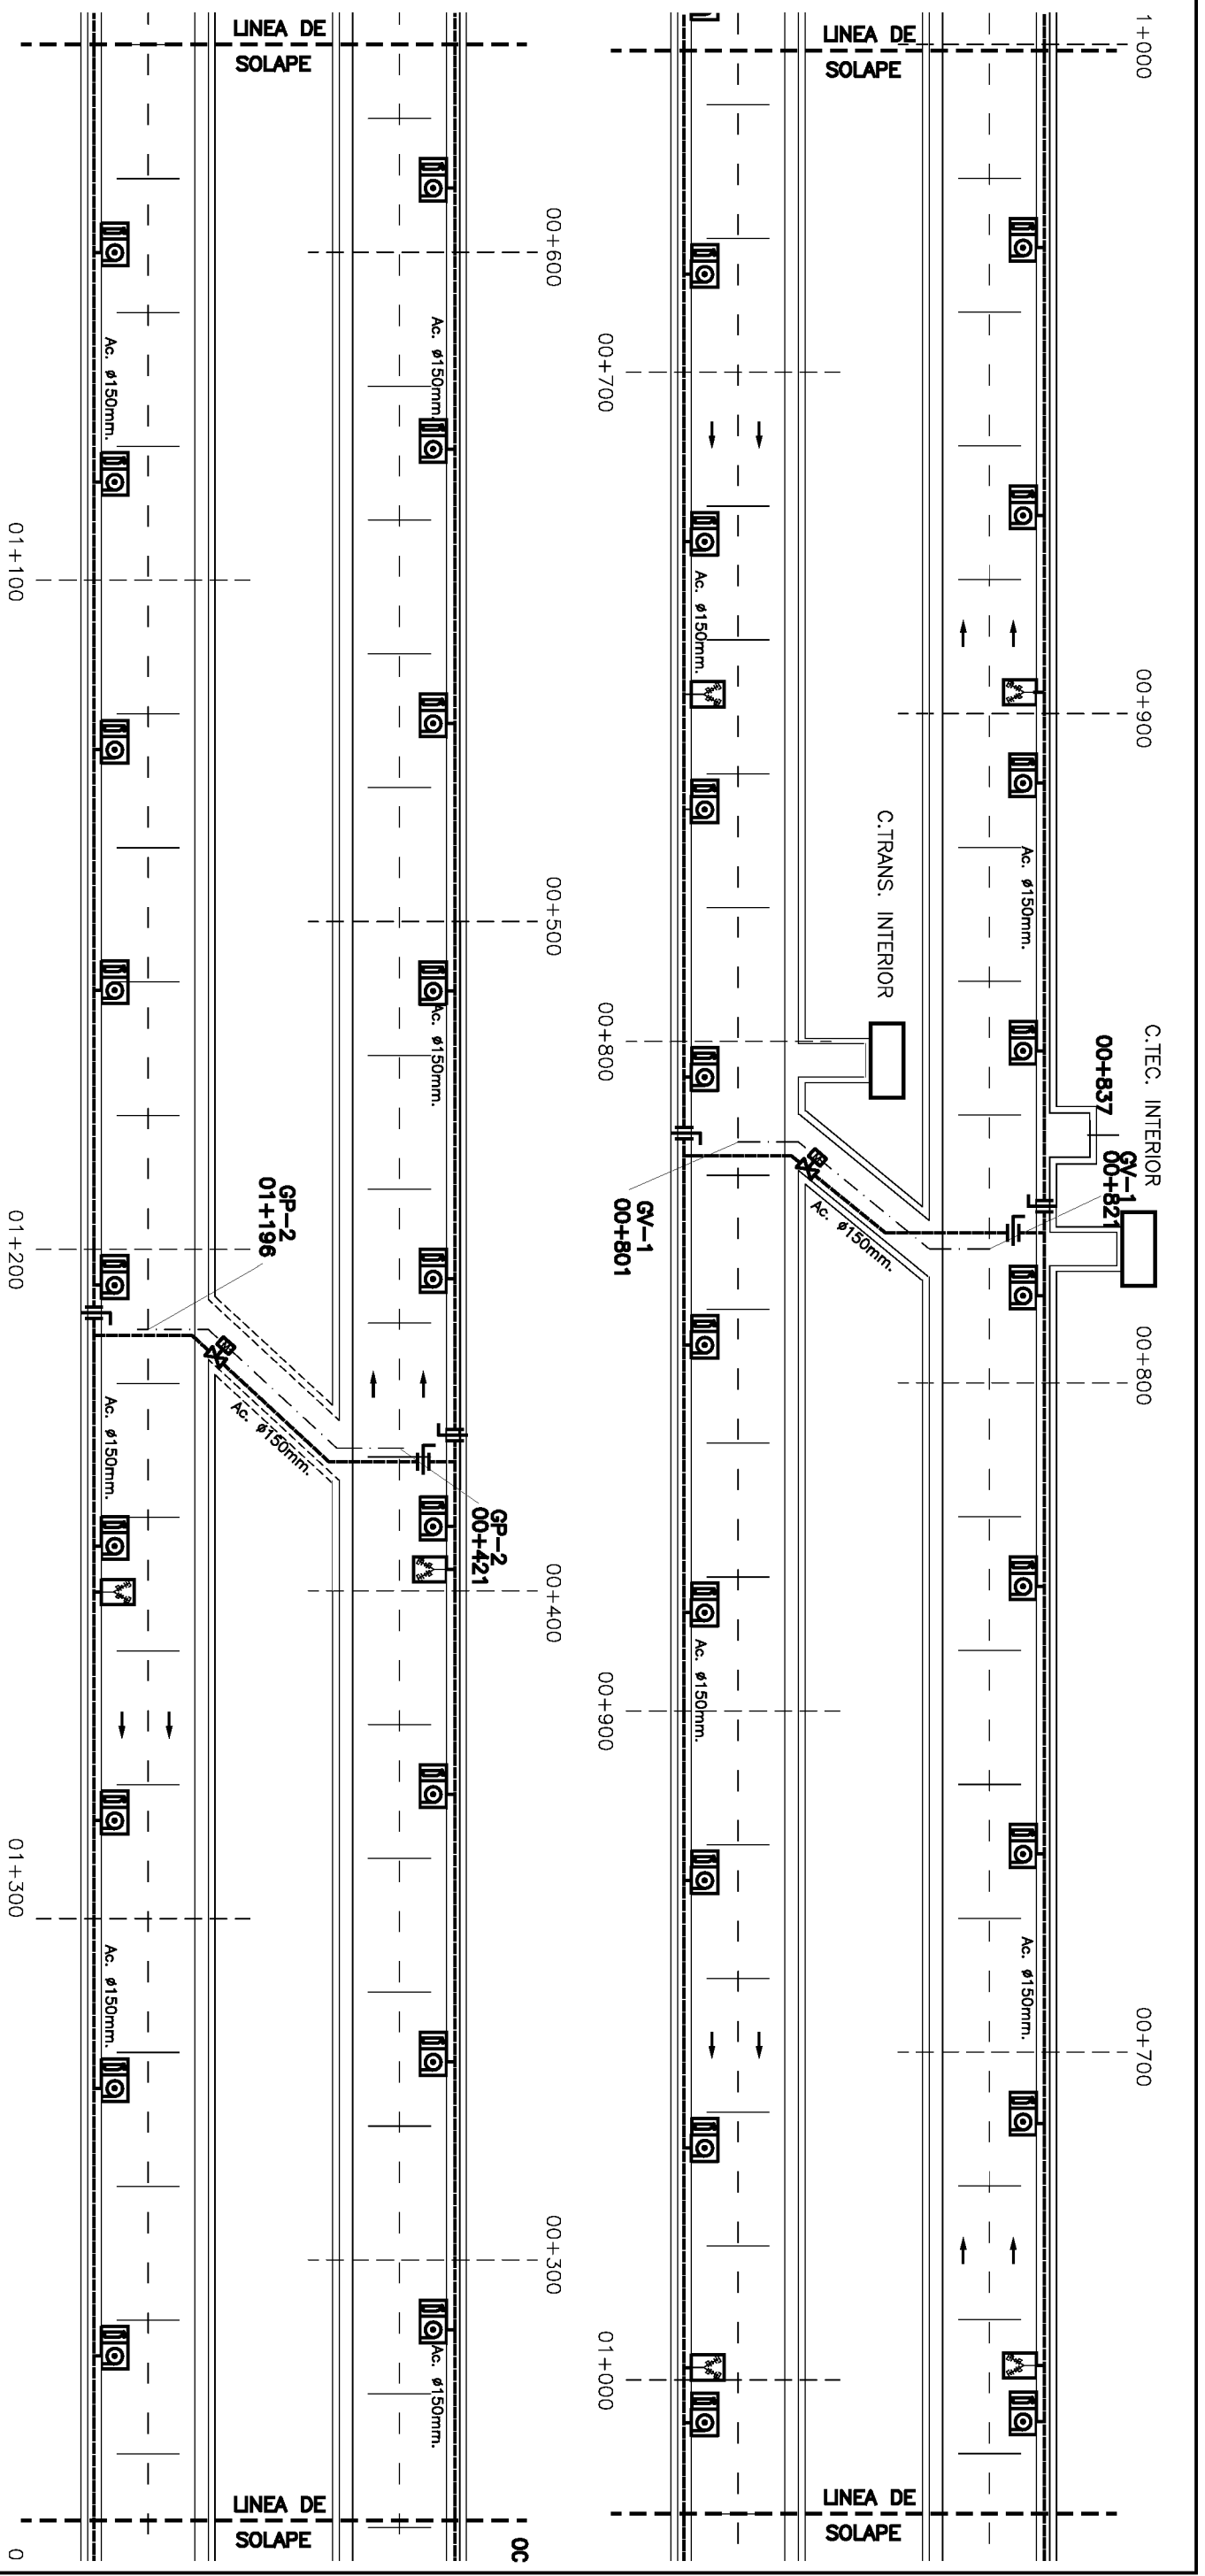 1+000
00+900
C.TEC. INTERIOR
00+837
GV-1
00+821
00+800
00+700
Ac. ø150mm.
Ac. ø150mm.
LINEA DE
SOLAPE
C.TRANS. INTERIOR
Ac. ø150mm.
LINEA DE
SOLAPE
Ac. ø150mm.
Ac. ø150mm.
GV-1
00+801
00+700
00+800
00+900
01+000
00+600
00+500
00+400
00+300
OC
GP-2
00+421
Ac. ø150mm.
Ac. ø150mm.
Ac. ø150mm.
LINEA DE
SOLAPE
GP-2
01+196
Ac. ø150mm.
LINEA DE
SOLAPE
Ac. ø150mm.
Ac. ø150mm.
Ac. ø150mm.
01+100
01+200
01+300
0